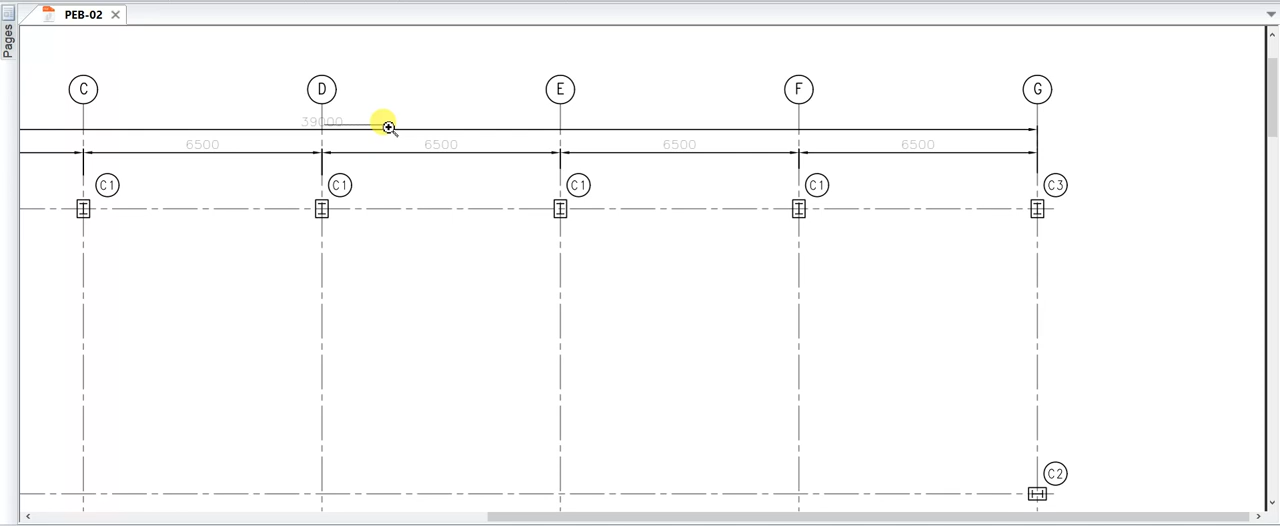 PEB-02
Pages
C D E F G
39000
6500 6500 6500 6500
C1 C1 C1 C1 C3
C2